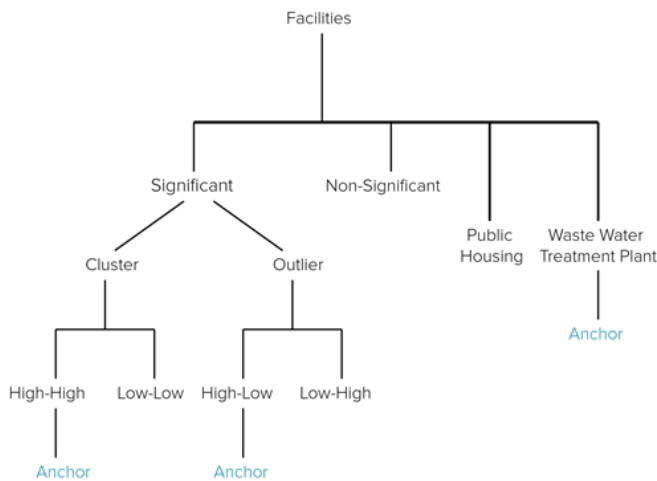 Facilities
Significant
Non-Significant
Public
Housing
Waste Water
Treatment Plant
Cluster
Outlier
Anchor
High-High
Low-Low
High-Low
Low-High
Anchor
Anchor